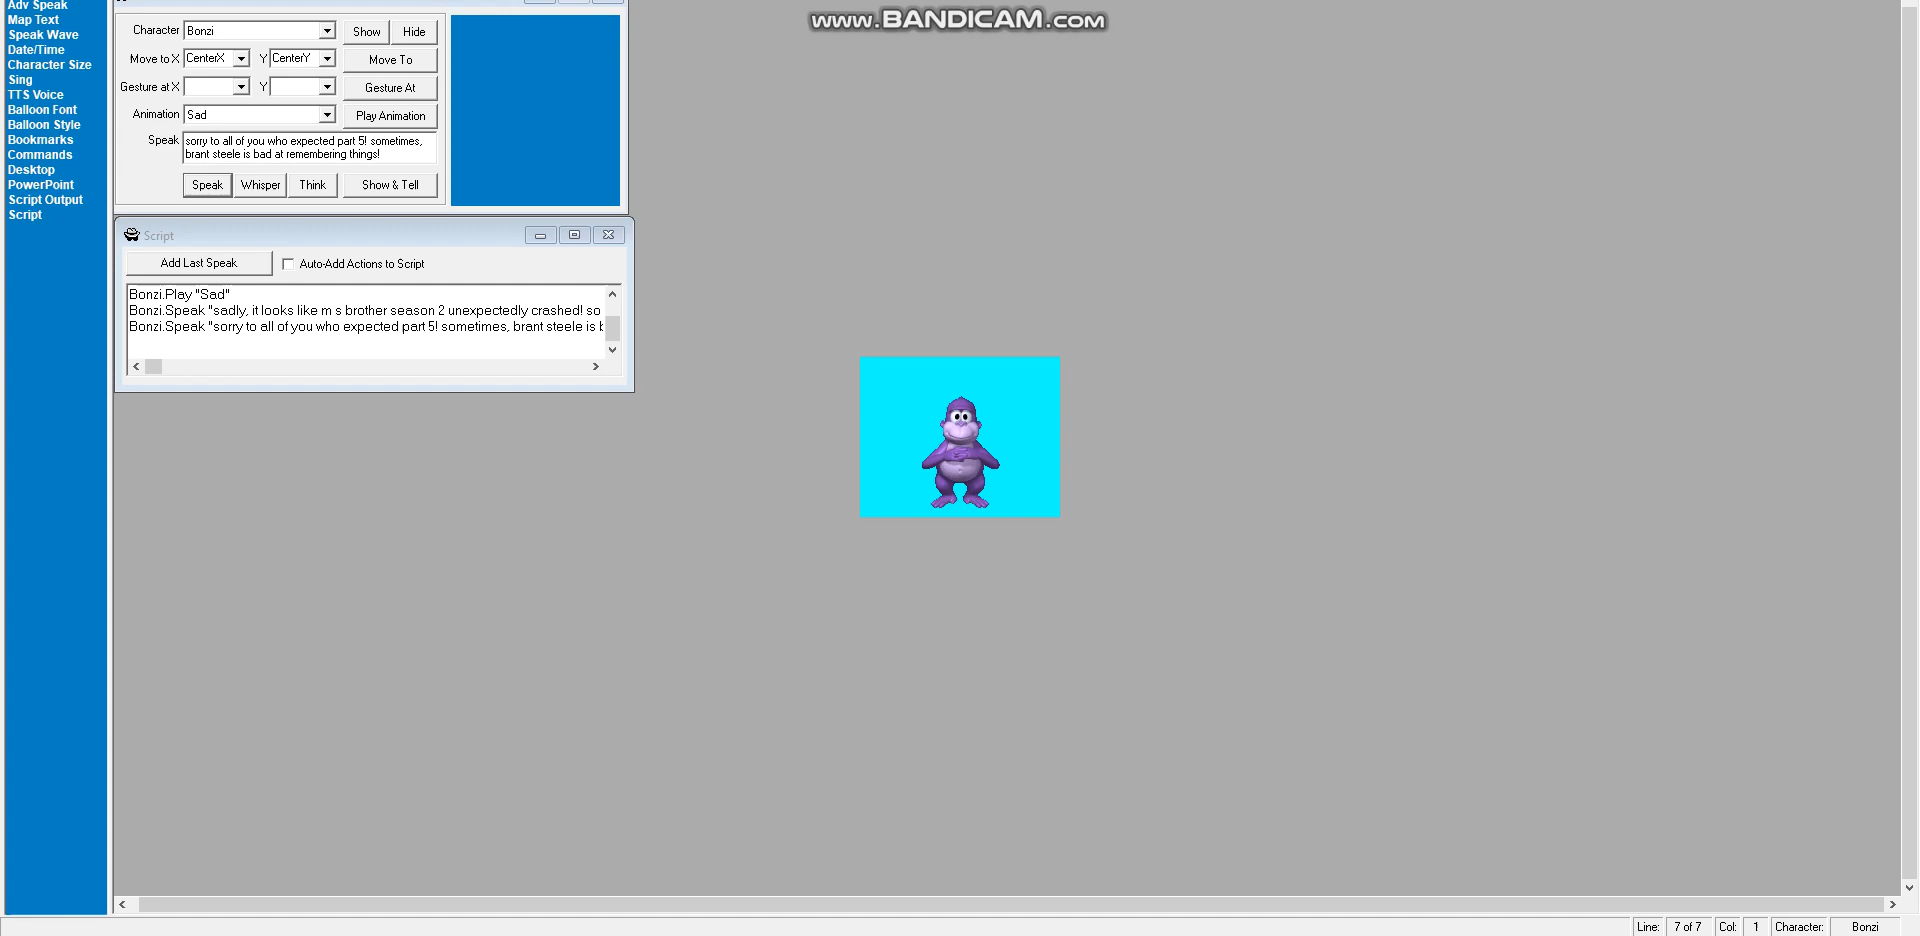 Adv Speak
Map Text
Speak Wave
Date/Time
Character Size
Sing
TTS Voice
Balloon Font
Balloon Style
Bookmarks
Commands
Desktop
PowerPoint
Script Output
Script
Character Bonzi Show Hide
Move to X CenterX Y CenterY Move To
Gesture at X Y Gesture At
Animation Sad Play Animation
Speak sorry to all of you who expected part 5! sometimes,
brant steele is bad at remembering things!
Speak Whisper Think Show & Tell
www.BANDICAM.com
Script
Add Last Speak Auto-Add Actions to Script
Bonzi.Play "Sad"
Bonzi.Speak "sadly, it looks like m s brother season 2 unexpectedly crashed! so
Bonzi.Speak "sorry to all of you who expected part 5! sometimes, brant steele is
Line: 7 of 7 Col: 1 Character: Bonzi